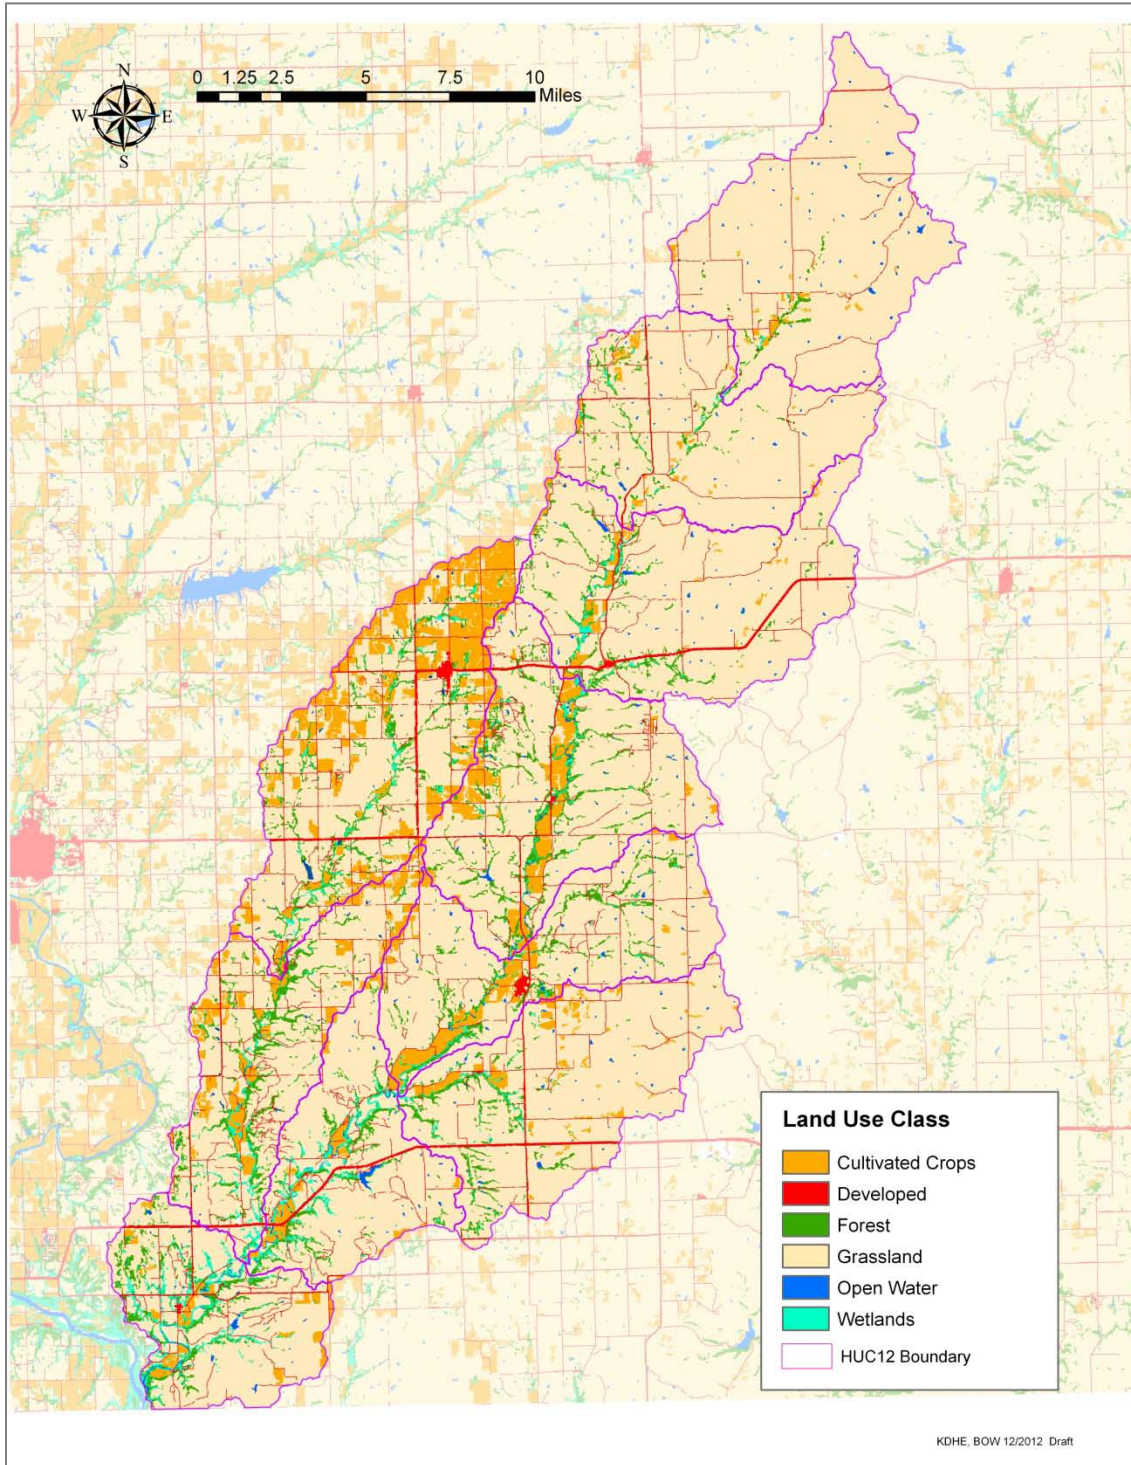 N
W E
S
0 1.25 2.5 5 7.5 10
Miles
Land Use Class
Cultivated Crops
Developed
Forest
Grassland
Open Water
Wetlands
HUC12 Boundary
KDHE, BOW 12/2012 Draft